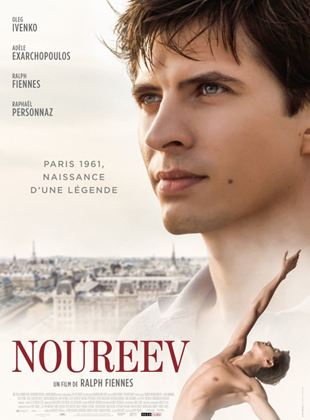 OLEG
IVENKO
ADÈLE
EXARCHOPOULOS
RALPH
FIENNES
RAPHAËL
PERSONNAZ
PARIS 1961,
NAISSANCE
D'UNE LÉGENDE
NOUREEV
UN FILM DE RALPH FIENNES